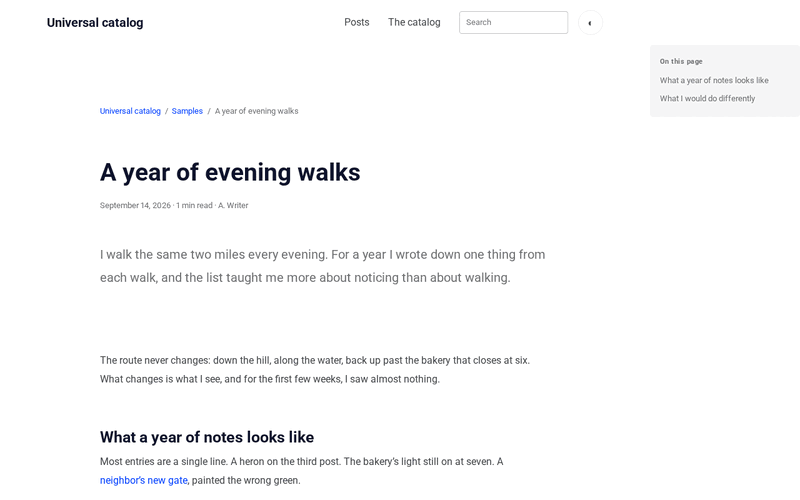 Universal catalog
Posts
The catalog
Search
On this page
What a year of notes looks like
What I would do differently
Universal catalog / Samples / A year of evening walks
A year of evening walks
September 14, 2026 · 1 min read · A. Writer
I walk the same two miles every evening. For a year I wrote down one thing from
each walk, and the list taught me more about noticing than about walking.
The route never changes: down the hill, along the water, back up past the bakery that closes at six.
What changes is what I see, and for the first few weeks, I saw almost nothing.
What a year of notes looks like
Most entries are a single line. A heron on the third post. The bakery’s light still on at seven. A
neighbor’s new gate, painted the wrong green.